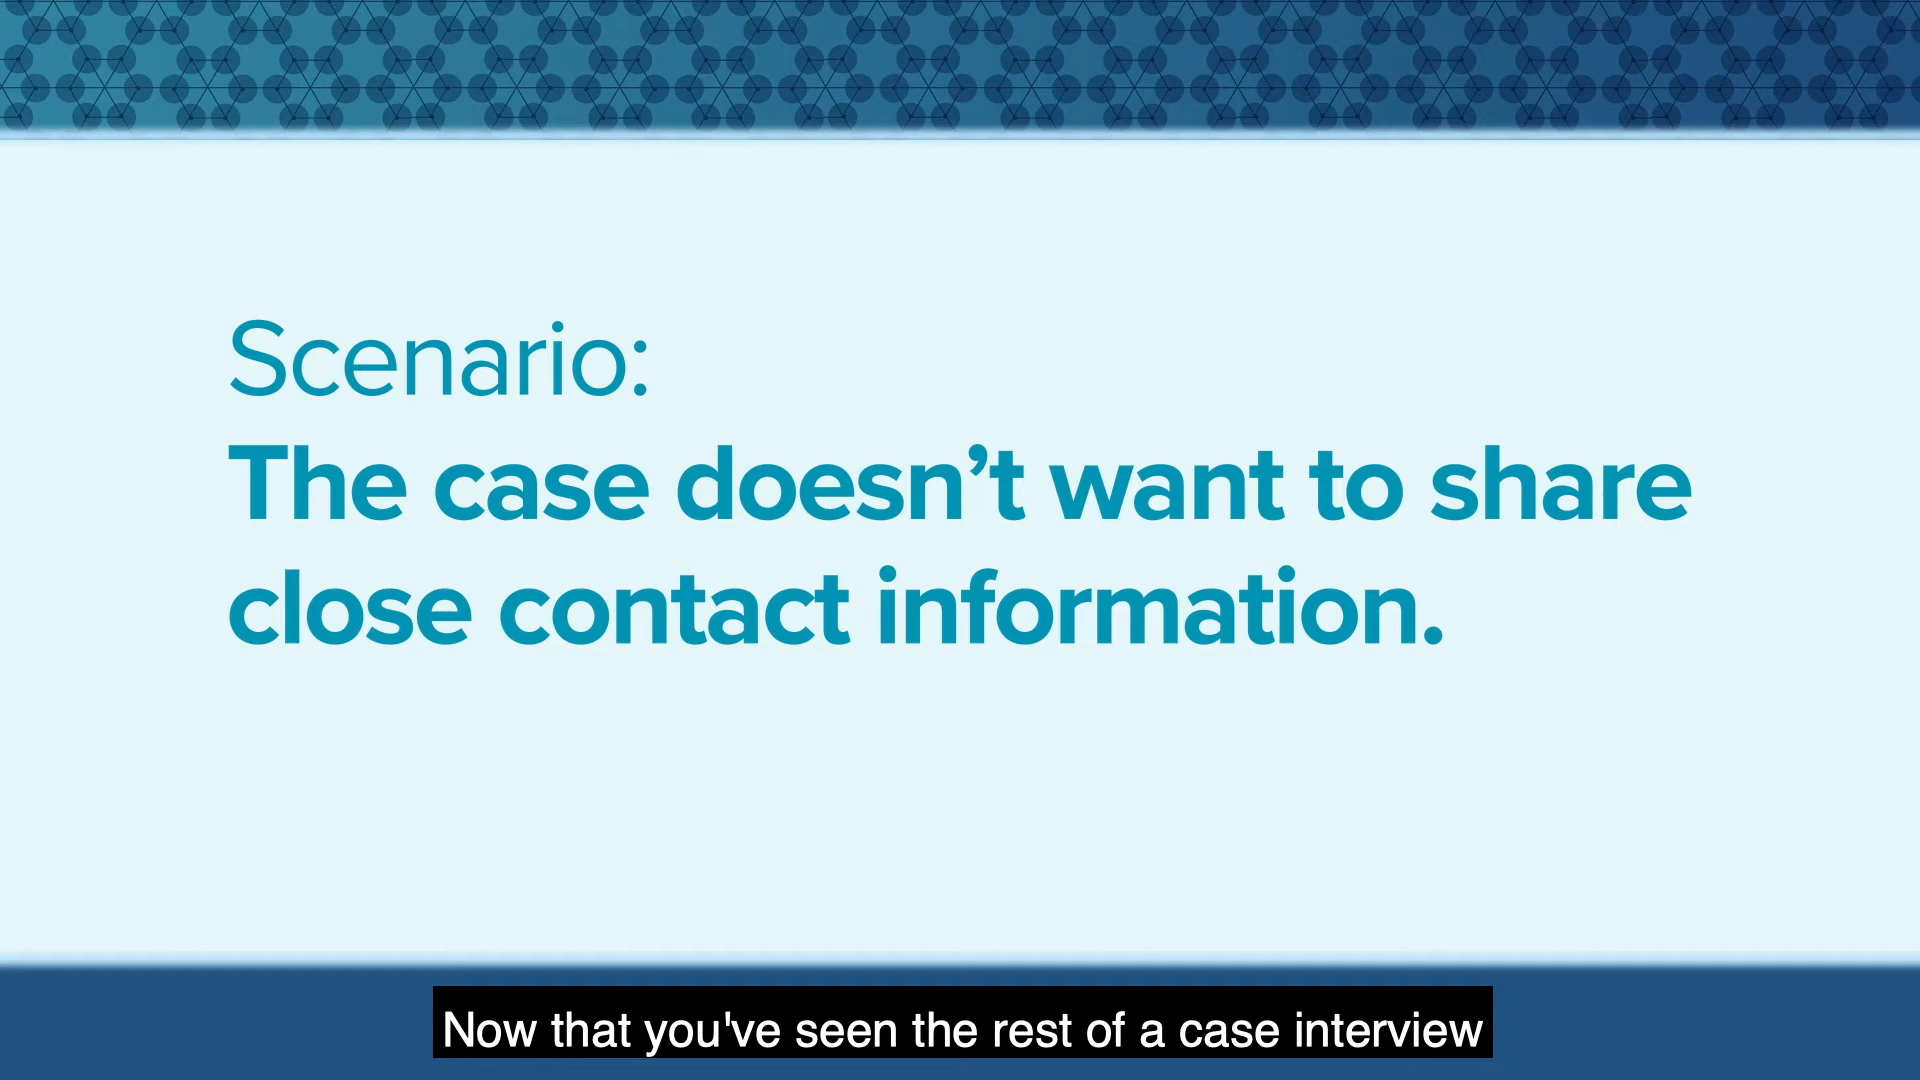 Scenario:
The case doesn’t want to share
close contact information.
Now that you've seen the rest of a case interview